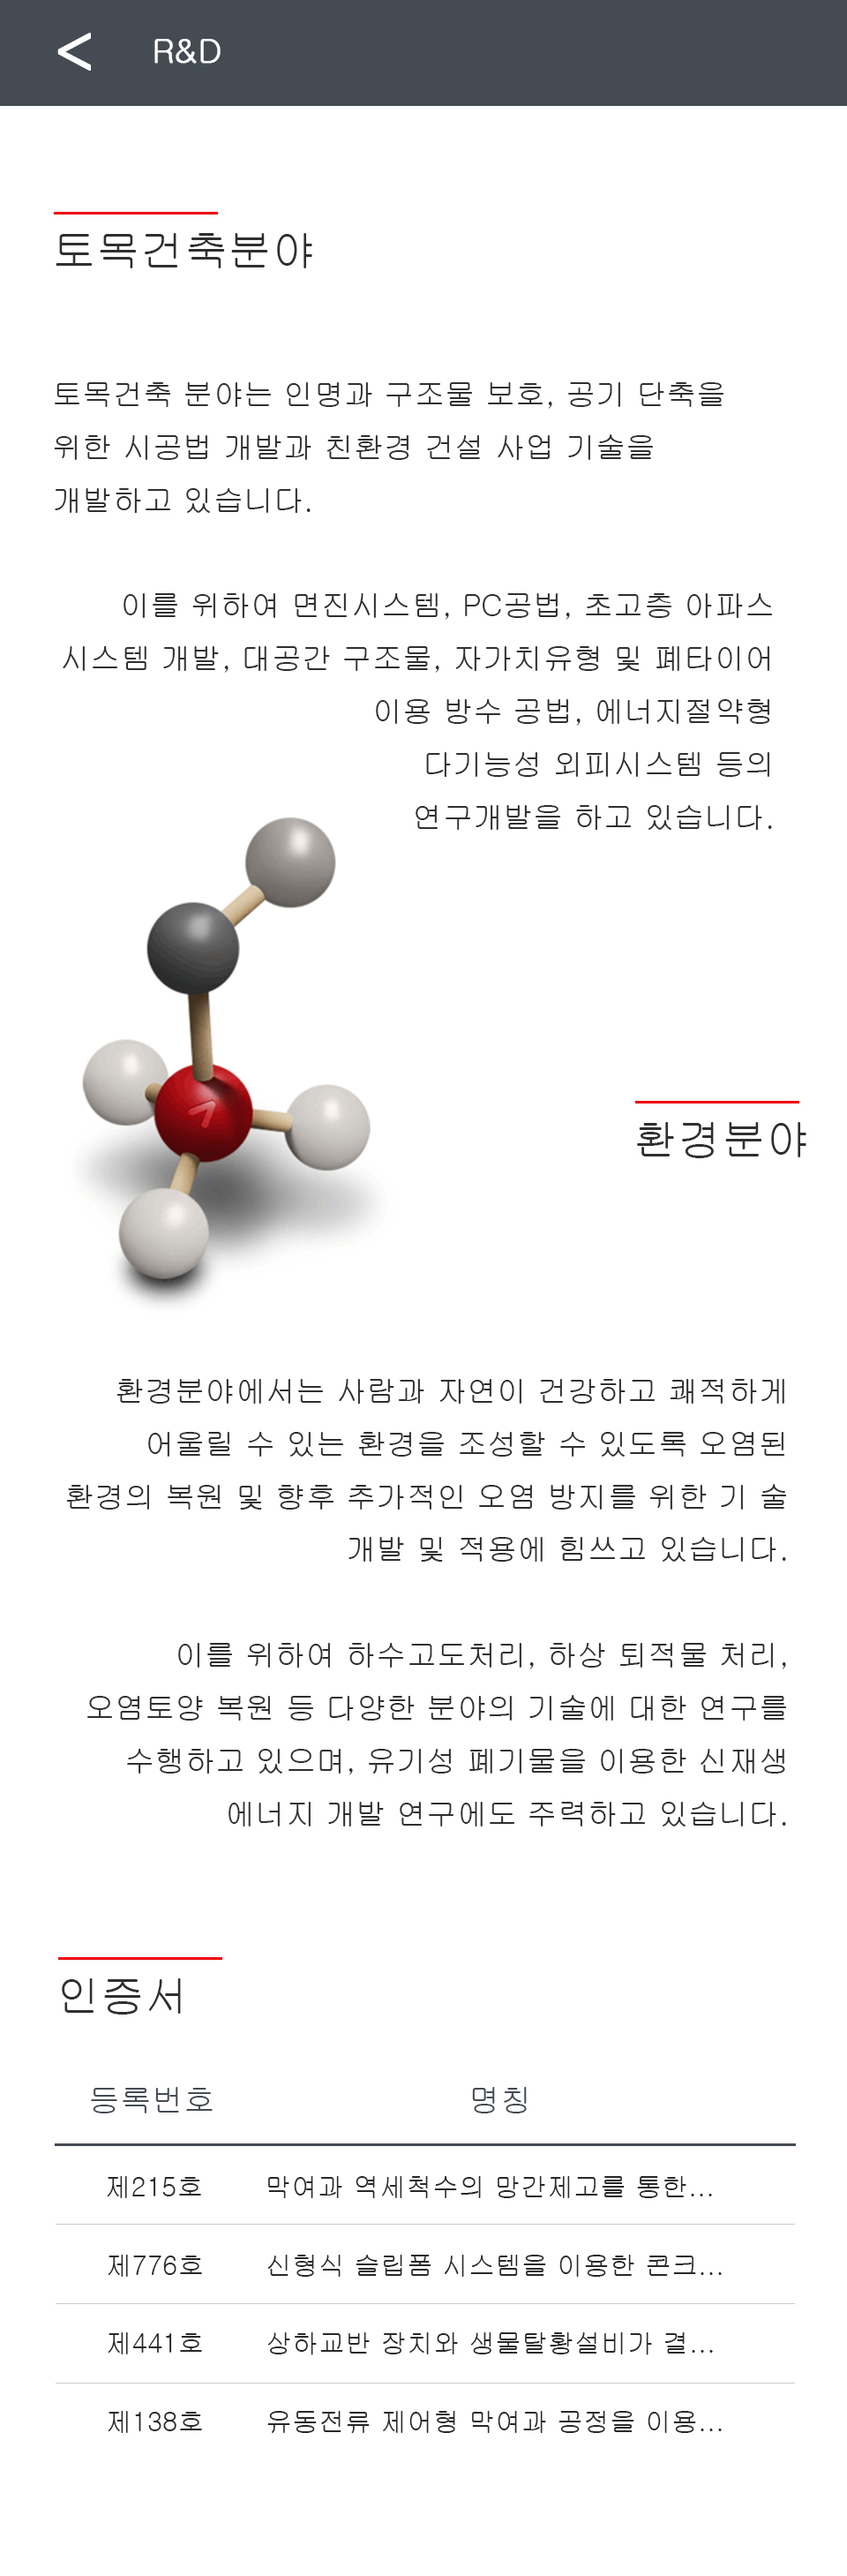 R&D
토목건축분야
토목건축 분야는 인명과 구조물 보호, 공기 단축을
위한 시공법 개발과 친환경 건설 사업 기술을
개발하고 있습니다.
이를 위하여 면진시스템, PC공법, 초고층 아파스
시스템 개발, 대공간 구조물, 자가치유형 및 폐타이어
이용 방수 공법, 에너지절약형
다기능성 외피시스템 등의
연구개발을 하고 있습니다.
환경분야
환경분야에서는 사람과 자연이 건강하고 쾌적하게
어울릴 수 있는 환경을 조성할 수 있도록 오염된
환경의 복원 및 향후 추가적인 오염 방지를 위한 기 술
개발 및 적용에 힘쓰고 있습니다.
이를 위하여 하수고도처리, 하상 퇴적물 처리,
오염토양 복원 등 다양한 분야의 기술에 대한 연구를
수행하고 있으며, 유기성 폐기물을 이용한 신재생
에너지 개발 연구에도 주력하고 있습니다.
인증서
등록번호 명칭
제215호 막여과 역세척수의 망간제고를 통한...
제776호 신형식 슬립폼 시스템을 이용한 콘크...
제441호 상하교반 장치와 생물탈황설비가 결...
제138호 유동전류 제어형 막여과 공정을 이용...